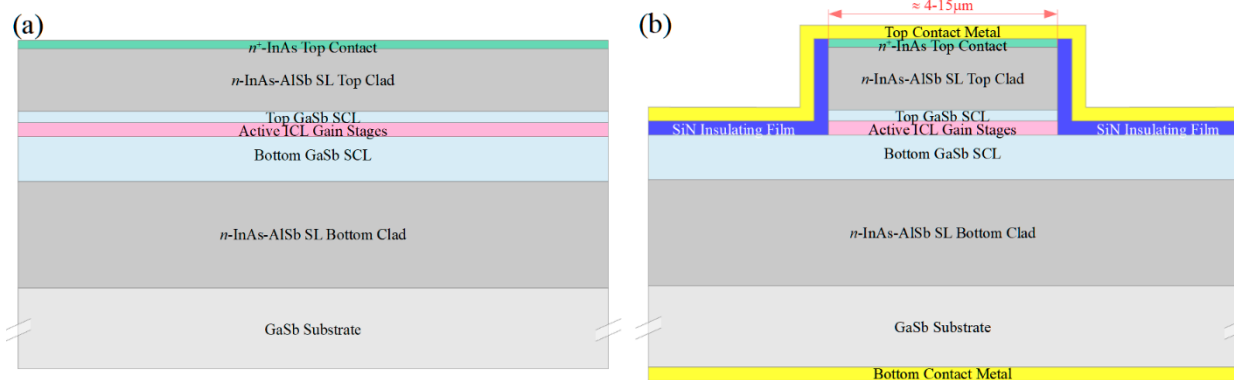 (a)
n⁺-InAs Top Contact
n-InAs-AlSb SL Top Clad
Top GaSb SCL
Active ICL Gain Stages
Bottom GaSb SCL
n-InAs-AlSb SL Bottom Clad
GaSb Substrate
(b)
≈ 4-15μm
Top Contact Metal
n⁺-InAs Top Contact
n-InAs-AlSb SL Top Clad
Top GaSb SCL
SiN Insulating Film
Active ICL Gain Stages
SiN Insulating Film
Bottom GaSb SCL
n-InAs-AlSb SL Bottom Clad
GaSb Substrate
Bottom Contact Metal